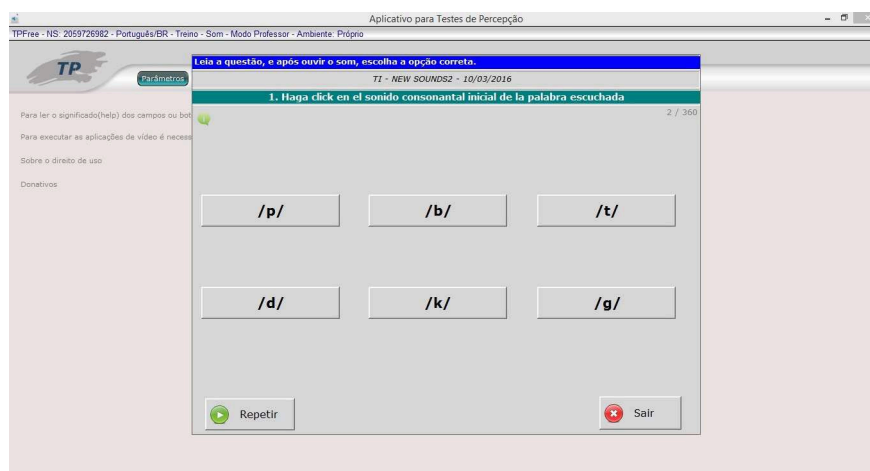 Aplicativo para Testes de Percepção
TPFree - NS: 2059726982 - Português/BR - Treino - Som - Modo Professor - Ambiente: Próprio
TP
Parâmetros
Para ler o significado(help) dos campos ou bot
Para executar as aplicações de vídeo é necess
Sobre o direito de uso
Donativos
Leia a questão, e após ouvir o som, escolha a opção correta.
TI - NEW SOUNDS2 - 10/03/2016
1. Haga click en el sonido consonantal inicial de la palabra escuchada
2 / 360
/p/ /b/ /t/
/d/ /k/ /g/
Repetir Sair